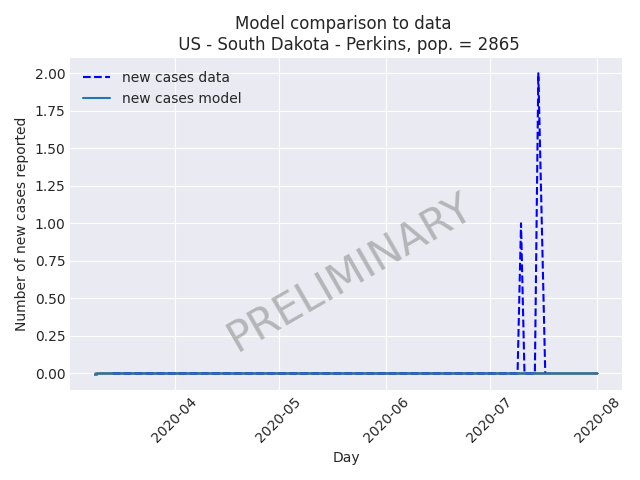 Model comparison to data
US - South Dakota - Perkins, pop. = 2865
new cases data
new cases model
Number of new cases reported
2.00
1.75
1.50
1.25
1.00
0.75
0.50
0.25
0.00
PRELIMINARY
2020-04
2020-05
2020-06
2020-07
2020-08
Day